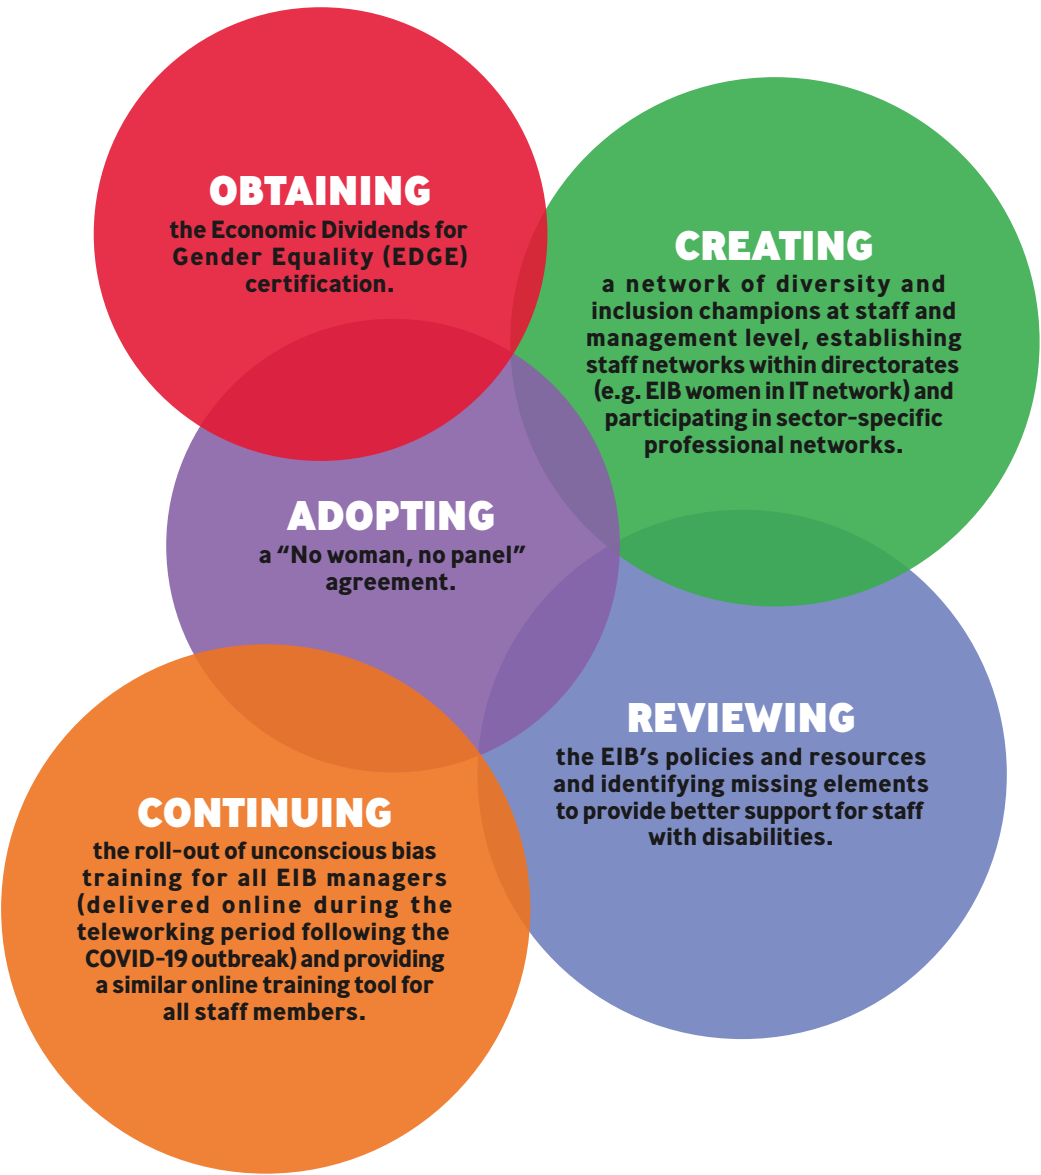 OBTAINING
the Economic Dividends for
Gender Equality (EDGE)
certification.
CREATING
a network of diversity and
inclusion champions at staff and
management level, establishing
staff networks within directorates
(e.g. EIB women in IT network) and
participating in sector-specific
professional networks.
ADOPTING
a “No woman, no panel”
agreement.
REVIEWING
the EIB’s policies and resources
and identifying missing elements
to provide better support for staff
with disabilities.
CONTINUING
the roll-out of unconscious bias
training for all EIB managers
(delivered online during the
teleworking period following the
COVID-19 outbreak) and providing
a similar online training tool for
all staff members.